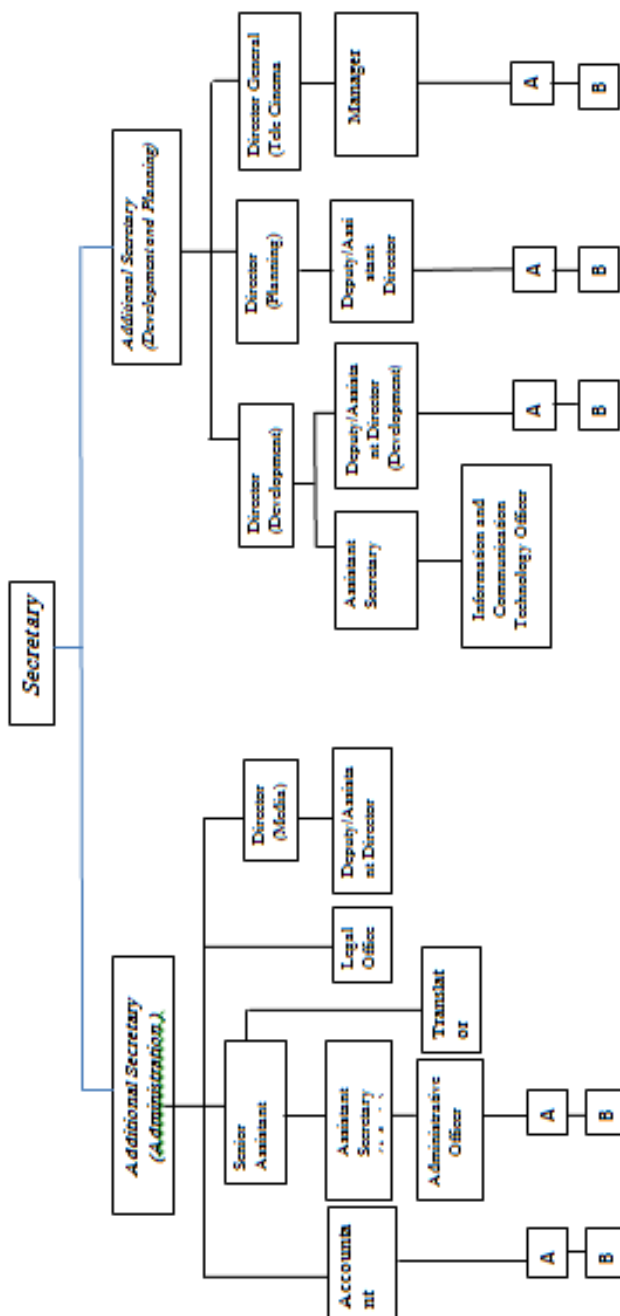 Secretary
Additional Secretary
(Administration)
Additional Secretary
(Development and Planning)
Accounta
nt
Senior
Assistant
Legal
Office
Director
(Media)
Director
(Development)
Director
(Planning)
Director General
(Tele Cinema
Assistant
Secretary
Translat
or
Deputy/Assista
nt Director
Assistant
Secretary
Deputy/Assista
nt Director
(Development)
Deputy/Assi
stant
Director
Manager
Administrative
Officer
Information and
Communication
Technology Officer
A
B
A
B
A
B
A
B
A
B